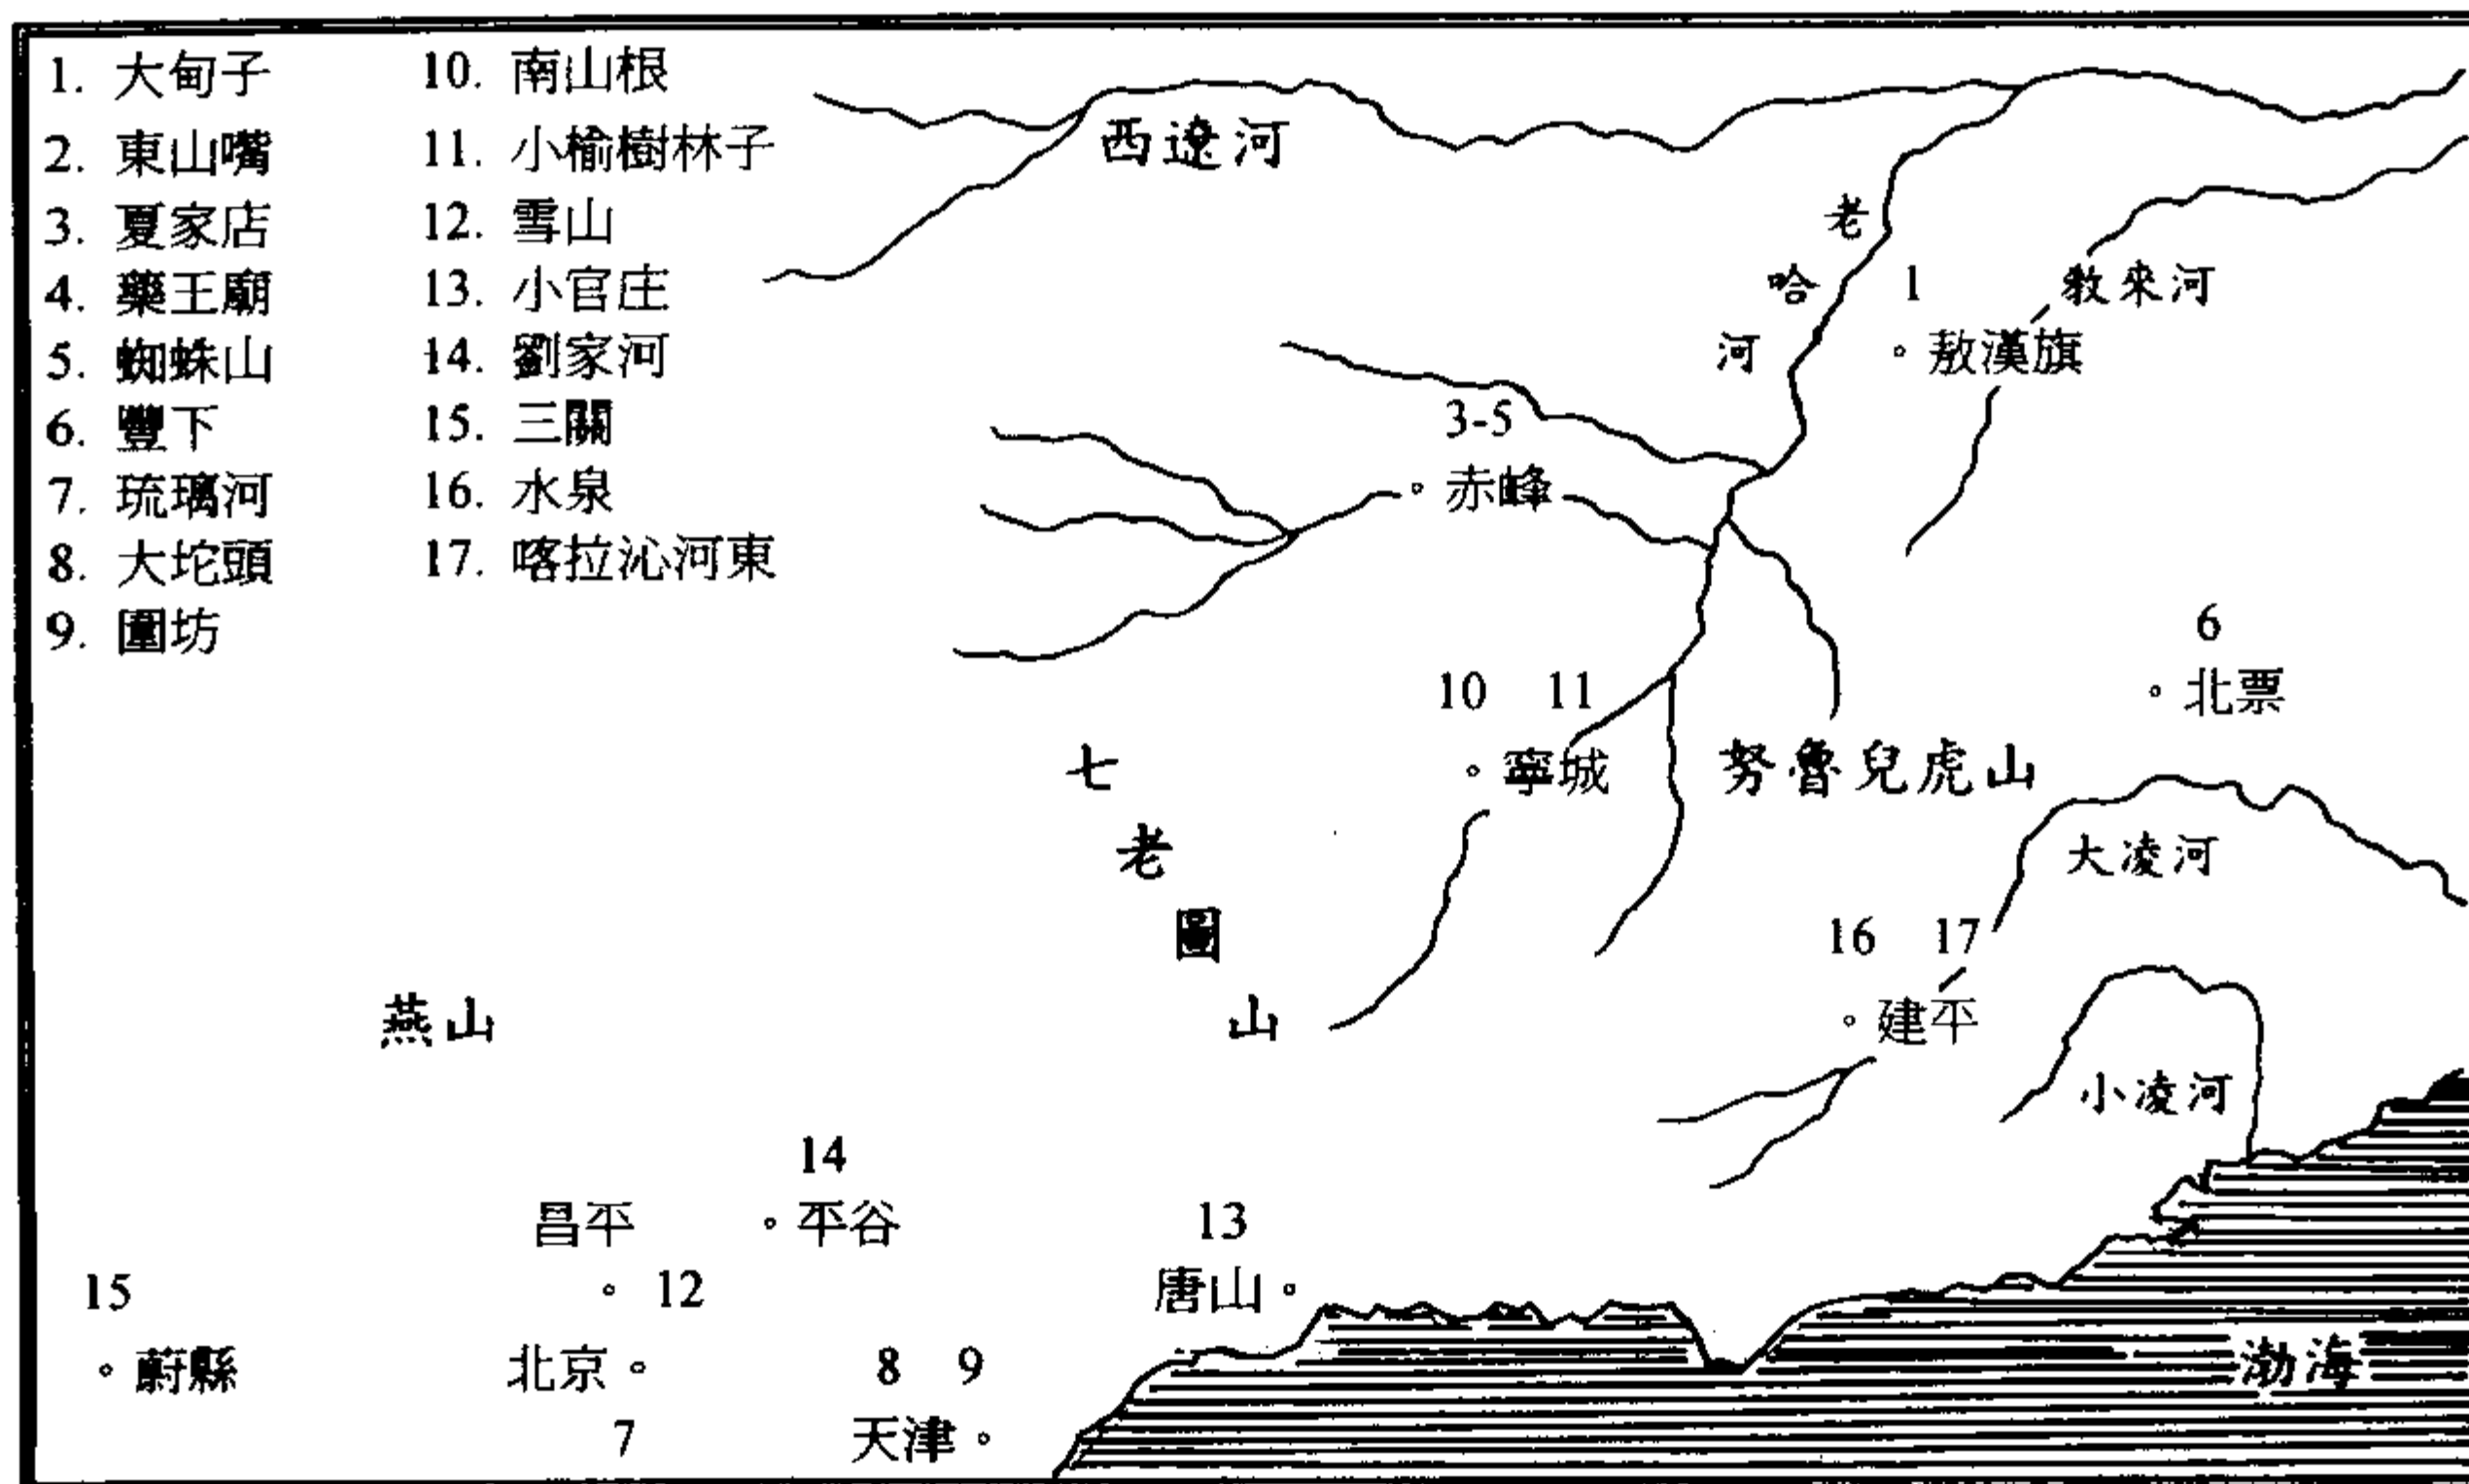 1. 大甸子
2. 東山嘴
3. 夏家店
4. 藥王廟
5. 蜘蛛山
6. 豐下
7. 琉璃河
8. 大坨頭
9. 圍坊
10. 南山根
11. 小榆樹林子
12. 雪山
13. 小官庄
14. 劉家河
15. 三關
16. 水泉
17. 喀拉沁河東
西遼河
老哈河
1
教來河
敖漢旗
3-5
赤峰
6
北票
10 11
寧城
努魯兒虎山
七老圖山
大凌河
16 17
建平
小凌河
燕山
14
昌平
平谷
13
12
唐山
15
蔚縣
北京
8 9
7
天津
渤海